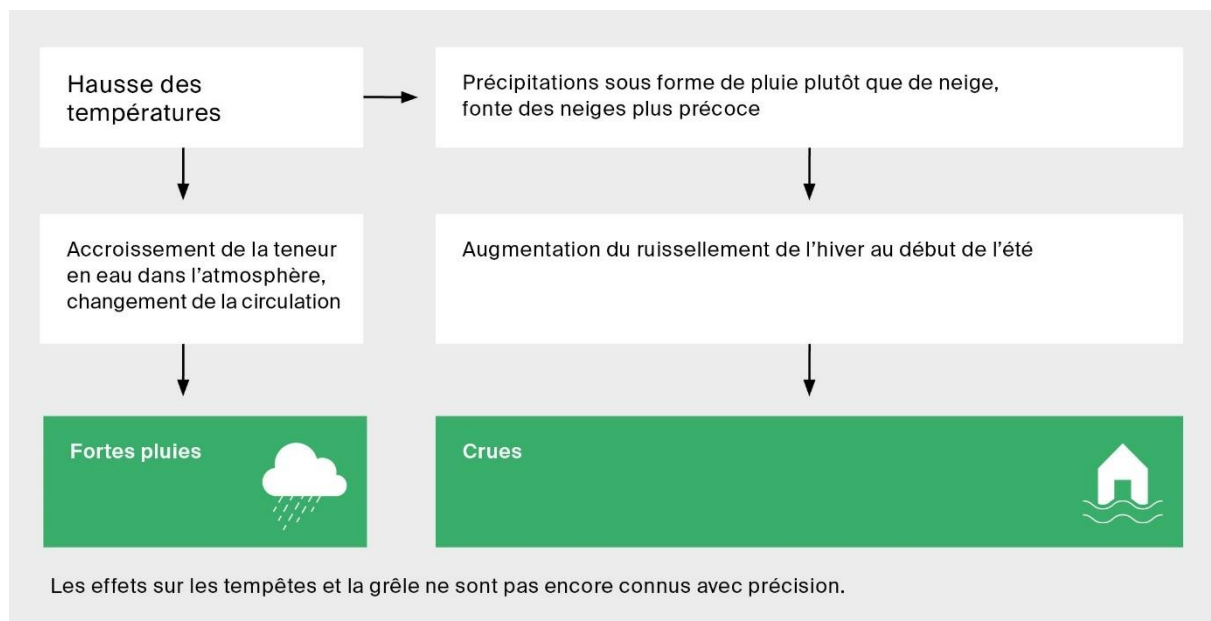 Hausse des
températures
Précipitations sous forme de pluie plutôt que de neige,
fonte des neiges plus précoce
Accroissement de la teneur
en eau dans l'atmosphère,
changement de la circulation
Augmentation du ruissellement de l'hiver au début de l'été
Fortes pluies
Crues
Les effets sur les tempêtes et la grêle ne sont pas encore connus avec précision.